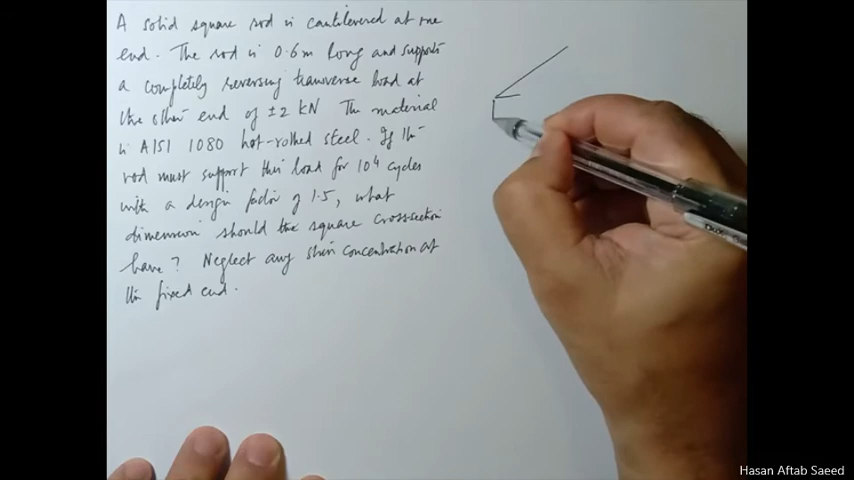 A solid square rod is cantilevered at one
end. The rod is 0.6m long and supports
a completely reversing transverse load at
the other end of ±2 kN The material
is AISI 1080 hot-rolled steel. If the
rod must support this load for 10⁴ cycles
with a design factor of 1.5, what
dimension should the square cross-section
have? Neglect any stress concentration at
the fixed end.
Hasan Aftab Saeed